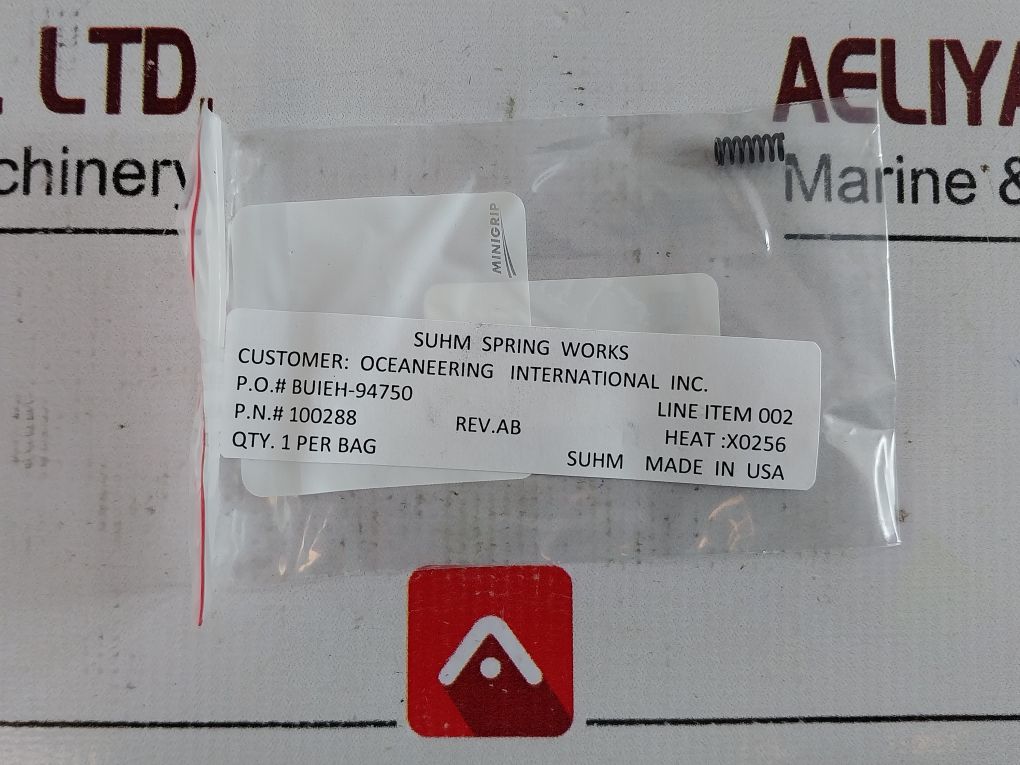 . LTD.
chinery
AELIYA
Marine &
MINIGRIP
SUHM SPRING WORKS
CUSTOMER: OCEANEERING INTERNATIONAL INC.
P.O.# BUIEH-94750
LINE ITEM 002
P.N.# 100288
REV.AB
HEAT :X0256
QTY. 1 PER BAG
SUHM MADE IN USA